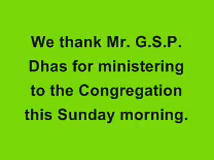 We thank Mr. G.S.P.
Dhas for ministering
to the Congregation
this Sunday morning.